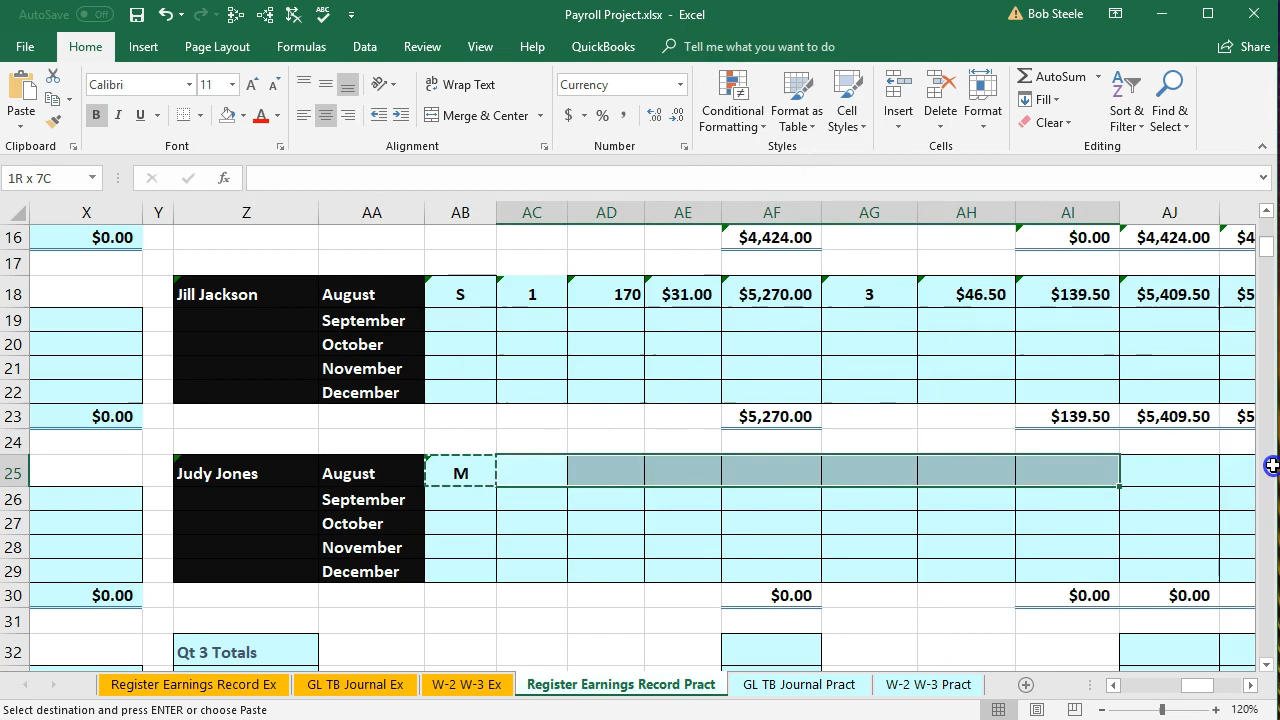 AutoSave Off Payroll Project.xlsx - Excel Bob Steele
File Home Insert Page Layout Formulas Data Review View Help QuickBooks Tell me what you want to do Share
Paste Calibri 11 Wrap Text Currency Conditional Formatting Format as Table Cell Styles Insert Delete Format AutoSum Sort & Filter Find & Select
B I U Merge & Center $ % Fill
Clear
Clipboard Font Alignment Number Styles Cells Editing
1R x 7C fx
X Y Z AA AB AC AD AE AF AG AH AI AJ
16 $0.00 $4,424.00 $0.00 $4,424.00 $4
17
18 Jill Jackson August S 1 170 $31.00 $5,270.00 3 $46.50 $139.50 $5,409.50 $5
19 September
20 October
21 November
22 December
23 $0.00 $5,270.00 $139.50 $5,409.50 $5
24
25 Judy Jones August M
26 September
27 October
28 November
29 December
30 $0.00 $0.00 $0.00 $0.00
31
32 Qt 3 Totals
Register Earnings Record Ex GL TB Journal Ex W-2 W-3 Ex Register Earnings Record Pract GL TB Journal Pract W-2 W-3 Pract
Select destination and press ENTER or choose Paste 120%